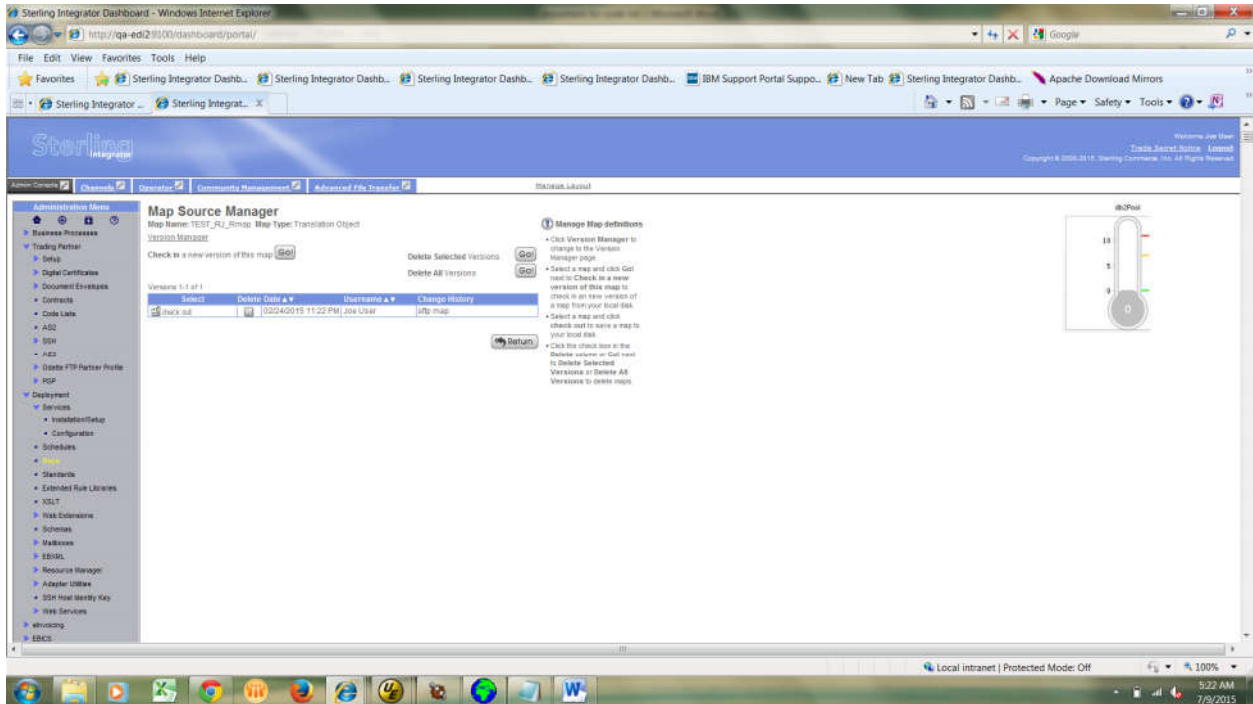 Sterling Integrator Dashboard - Windows Internet Explorer
http://qa-edi2:9100/dashboard/portal/
Google
File Edit View Favorites Tools Help
Favorites Sterling Integrator Dashb... Sterling Integrator Dashb... Sterling Integrator Dashb... Sterling Integrator Dashb... IBM Support Portal Suppo... New Tab Sterling Integrator Dashb... Apache Download Mirrors
Sterling Integrator ... Sterling Integrat... X Page Safety Tools
Sterling
Integrator
Welcome Joe User
Trade Secret Notice Logout
Admin Console Channels Operator Community Management Advanced File Transfer Manage Layout
Administration Menu
Business Processes
Trading Partner
Setup
Digital Certificates
Document Envelopes
Contracts
Code Lists
AS2
SSH
Odette FTP Partner Profile
PGP
Deployment
Services
Installation/Setup
Configuration
Schedules
Maps
Standards
Extended Rule Libraries
XSLT
Web Extensions
Schemas
Mailboxes
EBXML
Resource Manager
Adapter Utilities
SSH Host Identity Key
Web Services
eInvoicing
EBICS
Map Source Manager
Map Name: TEST_RJ_Rmap Map Type: Translation Object
Version Manager
Check in a new version of this map Go!
Delete Selected Versions Go!
Delete All Versions Go!
Versions 1-1 of 1
Select Delete Date Username Change History
check out 02/24/2015 11:22 PM Joe User sftp map
Return
Manage Map definitions
Click Version Manager to
change to the Version
Manager page.
Select a map and click Go!
next to Check in a new
version of this map to
check in an new version of
a map from your local disk.
Select a map and click
check out to save a map to
your local disk.
Click the check box in the
Delete column or Go! next
to Delete Selected
Versions or Delete All
Versions to delete maps.
db2Pool
10
5
0
0
Local intranet | Protected Mode: Off
100%
5:22 AM
7/9/2015